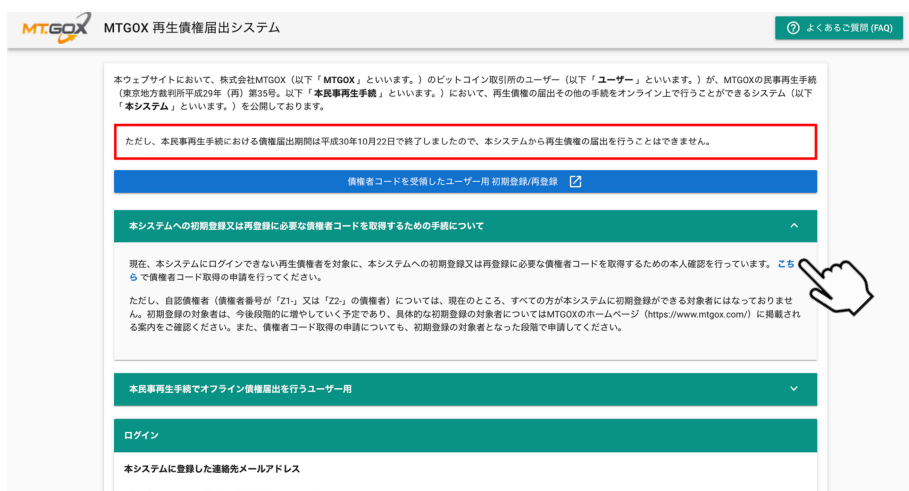 MT.GOX MTGOX 再生債権届出システム よくあるご質問 (FAQ)
本ウェブサイトにおいて、株式会社MTGOX（以下「 MTGOX 」といいます。）のビットコイン取引所のユーザー（以下「 ユーザー 」といいます。）が、MTGOXの民事再生手続
（東京地方裁判所平成29年（再）第35号。以下「 本民事再生手続 」といいます。）において、再生債権の届出その他の手続をオンライン上で行うことができるシステム（以下
「 本システム 」といいます。）を公開しております。
ただし、本民事再生手続における債権届出期間は平成30年10月22日で終了しましたので、本システムから再生債権の届出を行うことはできません。
債権者コードを受領したユーザー用 初期登録/再登録
本システムへの初期登録又は再登録に必要な債権者コードを取得するための手続について
現在、本システムにログインできない再生債権者を対象に、本システムへの初期登録又は再登録に必要な債権者コードを取得するための本人確認を行っています。 こち
ら で債権者コード取得の申請を行ってください。
ただし、自認債権者（債権者番号が「Z1-」又は「Z2-」の債権者）については、現在のところ、すべての方が本システムに初期登録ができる対象者にはなっておりませ
ん。初期登録の対象者は、今後段階的に増やしていく予定であり、具体的な初期登録の対象者についてはMTGOXのホームページ（https://www.mtgox.com/）に掲載され
る案内をご確認ください。また、債権者コード取得の申請についても、初期登録の対象者となった段階で申請してください。
本民事再生手続でオフライン債権届出を行うユーザー用
ログイン
本システムに登録した連絡先メールアドレス